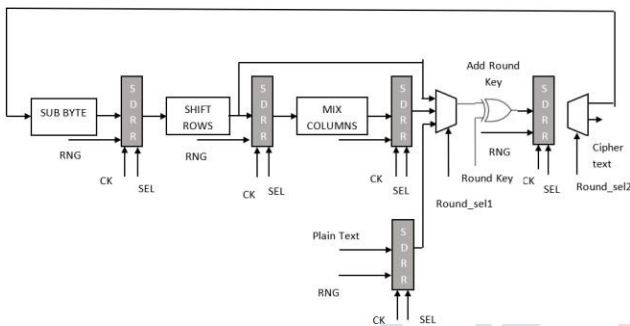 Add Round
Key
SUB BYTE
S
D
R
R
SHIFT
ROWS
S
D
R
R
MIX
COLUMNS
S
D
R
R
S
D
R
R
RNG
RNG
RNG
Cipher
text
CK
SEL
CK
SEL
CK
SEL
Round Key
CK
SEL
Round_sel1
Round_sel2
Plain Text
S
D
R
R
RNG
CK
SEL